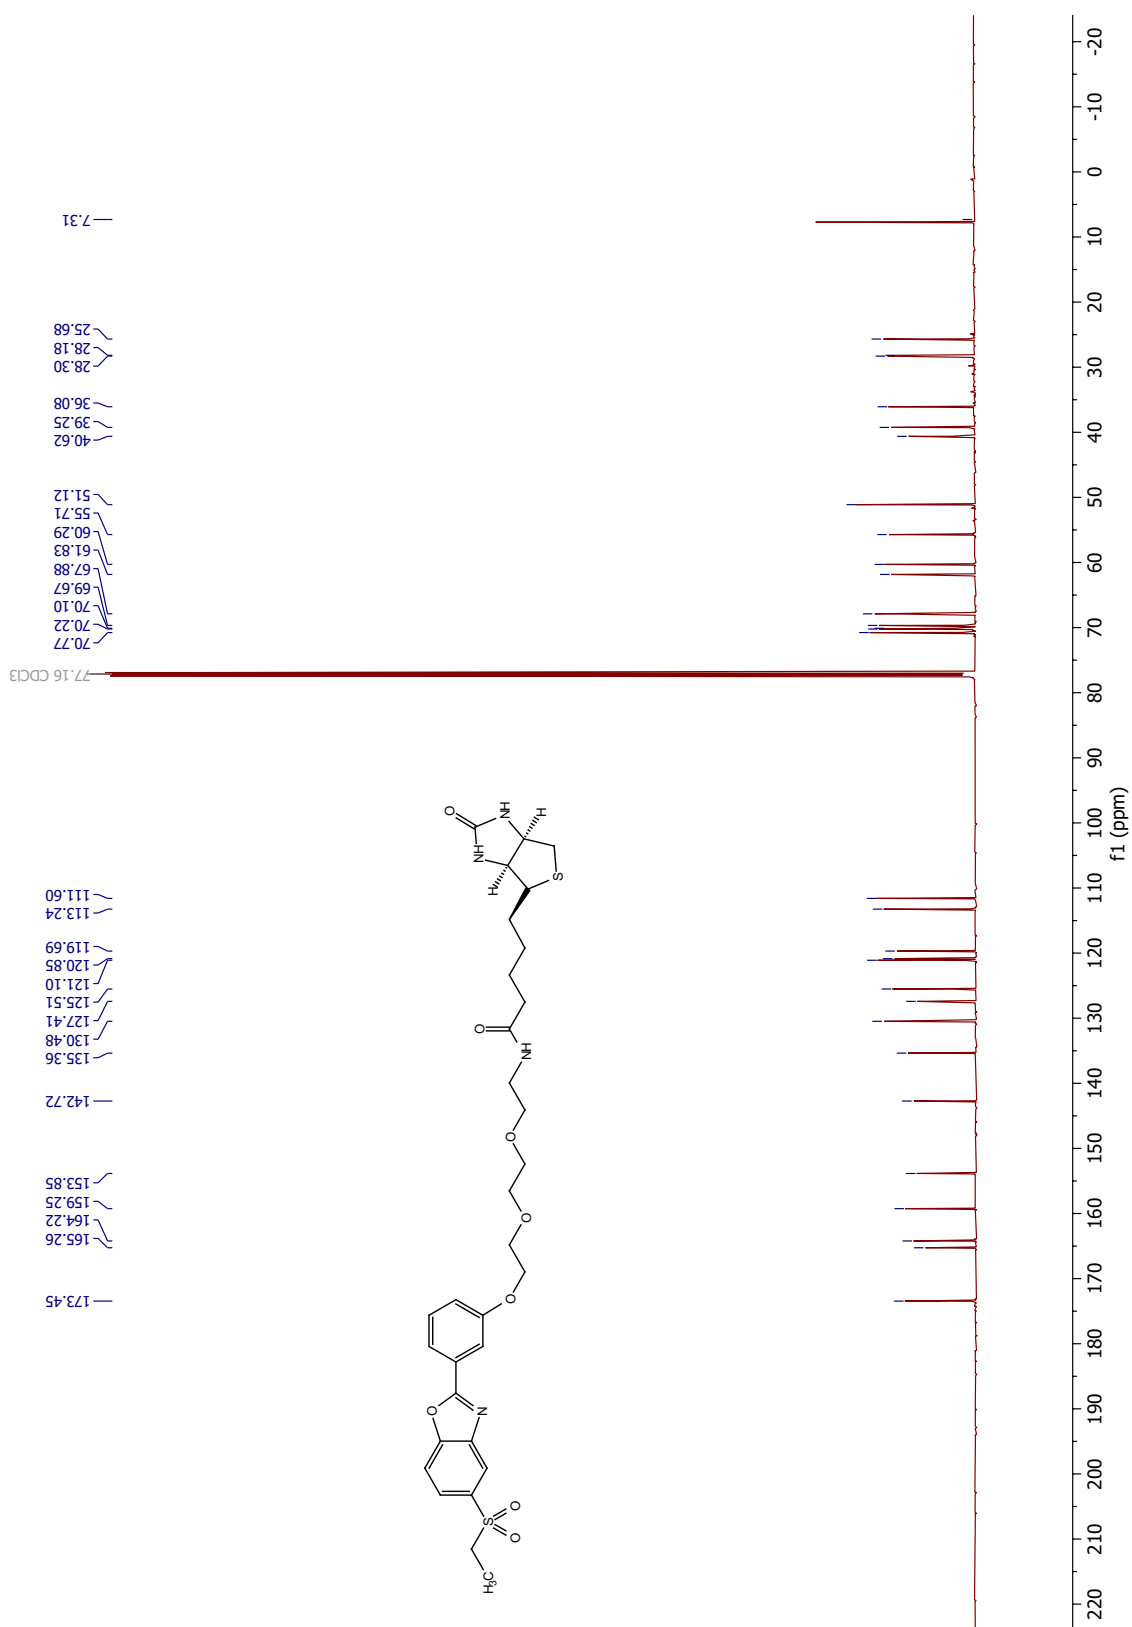 173.45
165.26
164.22
159.25
153.85
142.72
135.36
130.48
127.41
125.51
121.10
120.85
119.69
113.24
111.60
77.16 CDCl3
70.77
70.22
70.10
69.67
67.88
61.83
60.29
55.71
51.12
40.62
39.25
36.08
28.30
28.18
25.68
7.31
H3C
S
O
O
O
N
O
O
O
NH
O
H
NH
O
NH
H
S
220 210 200 190 180 170 160 150 140 130 120 110 100 90 80 70 60 50 40 30 20 10 0 -10 -20
f1 (ppm)